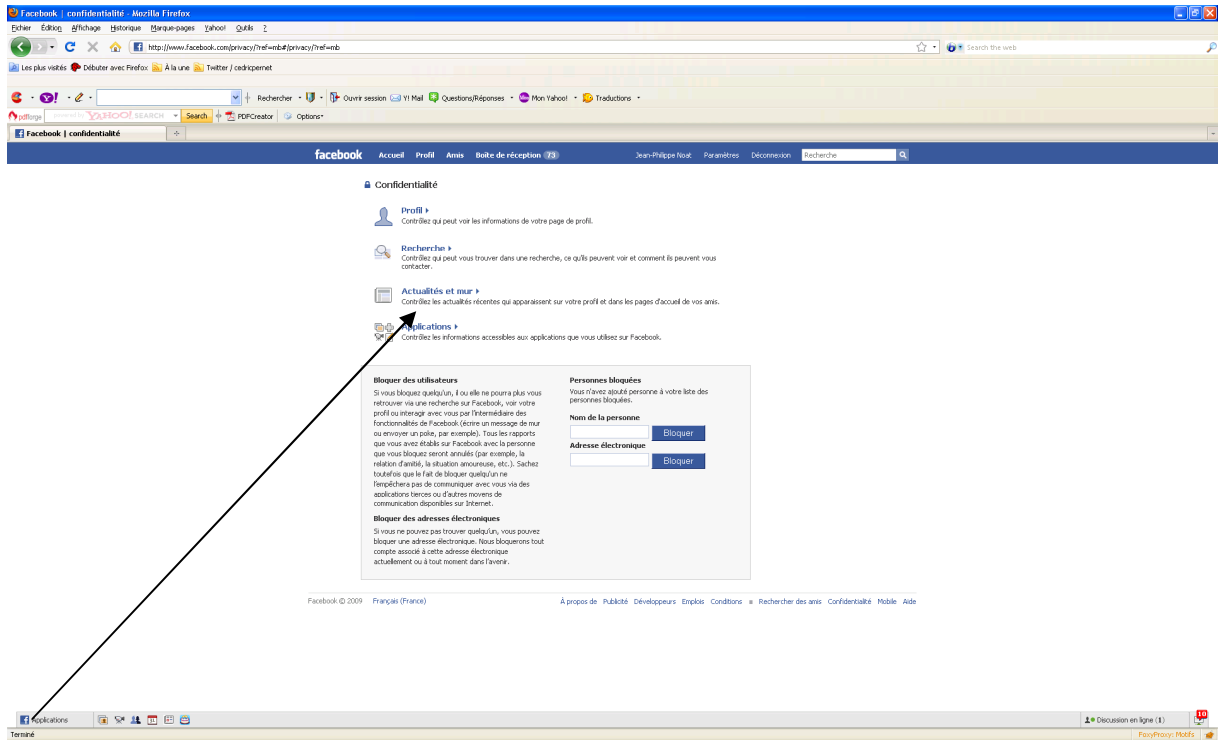 Facebook | confidentialité - Mozilla Firefox
Fichier Édition Affichage Historique Marque-pages Yahoo! Outils ?
http://www.facebook.com/privacy/?ref=mb#/privacy/?ref=mb
Search the web
Les plus visités Débuter avec Firefox À la une Twitter / cedricpernet
Rechercher Ouvrir session Y! Mail Questions/Réponses Mon Yahoo! Traductions
pdfforge powered by YAHOO! SEARCH Search PDFCreator Options
Facebook | confidentialité
facebook Accueil Profil Amis Boîte de réception 73 Jean-Philippe Noat Paramètres Déconnexion Recherche
Confidentialité
Profil
Contrôlez qui peut voir les informations de votre page de profil.
Recherche
Contrôlez qui peut vous trouver dans une recherche, ce qu'ils peuvent voir et comment ils peuvent vous
contacter.
Actualités et mur
Contrôlez les actualités récentes qui apparaissent sur votre profil et dans les pages d'accueil de vos amis.
Applications
Contrôlez les informations accessibles aux applications que vous utilisez sur Facebook.
Bloquer des utilisateurs
Si vous bloquez quelqu'un, il ou elle ne pourra plus vous
retrouver via une recherche sur Facebook, voir votre
profil ou interagir avec vous par l'intermédiaire des
fonctionnalités de Facebook (écrire un message de mur
ou envoyer un poke, par exemple). Tous les rapports
que vous avez établis sur Facebook avec la personne
que vous bloquez seront annulés (par exemple, la
relation d'amitié, la situation amoureuse, etc.). Sachez
toutefois que le fait de bloquer quelqu'un ne
l'empêchera pas de communiquer avec vous via des
applications tierces ou d'autres moyens de
communication disponibles sur Internet.
Bloquer des adresses électroniques
Si vous ne pouvez pas trouver quelqu'un, vous pouvez
bloquer une adresse électronique. Nous bloquerons tout
compte associé à cette adresse électronique
actuellement ou à tout moment dans l'avenir.
Personnes bloquées
Vous n'avez ajouté personne à votre liste des
personnes bloquées.
Nom de la personne
Bloquer
Adresse électronique
Bloquer
Facebook © 2009 Français (France) À propos de Publicité Développeurs Emplois Conditions Rechercher des amis Confidentialité Mobile Aide
Applications Discussion en ligne (1) 10
Terminé FoxyProxy: Motifs